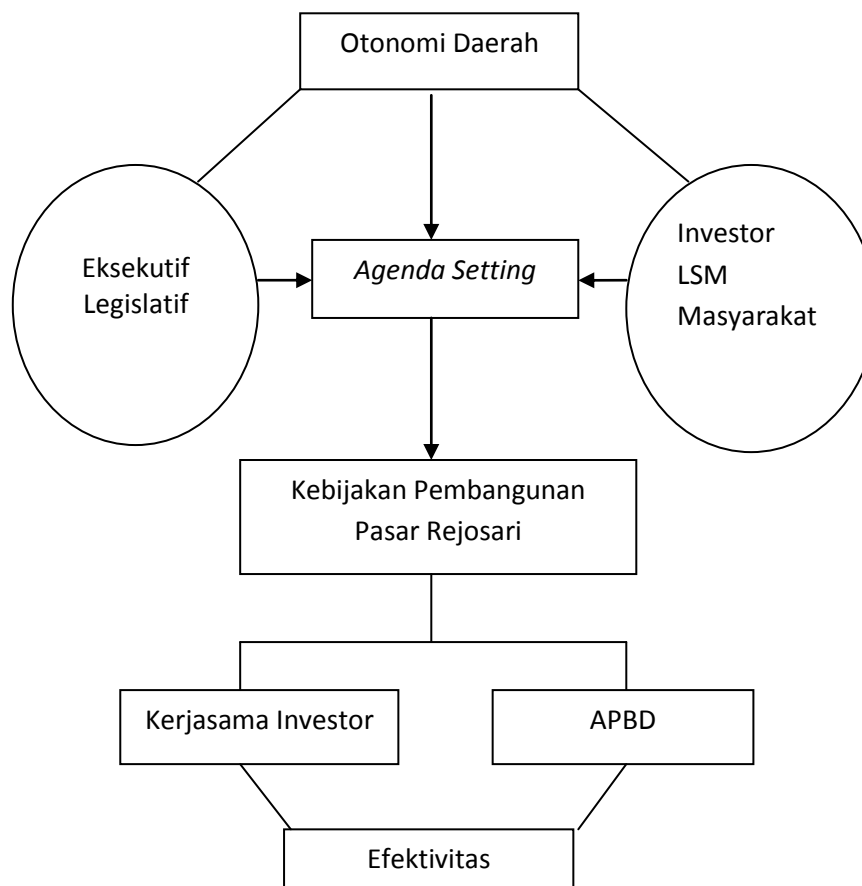 Otonomi Daerah
Eksekutif
Legislatif
Agenda Setting
Investor
LSM
Masyarakat
Kebijakan Pembangunan
Pasar Rejosari
Kerjasama Investor
APBD
Efektivitas